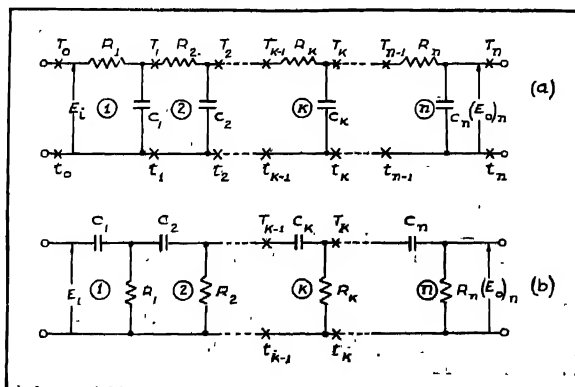 T₀ R₁ T₁ R₂ T₂ Tₖ₋₁ Rₖ Tₖ Tₙ₋₁ Rₙ Tₙ
(a)
Eᵢ ① C₁ ② C₂ Ⓚ Cₖ ⓝ Cₙ (E₀)ₙ
t₀ t₁ t₂ tₖ₋₁ tₖ tₙ₋₁ tₙ
C₁ C₂ Tₖ₋₁ Cₖ Tₖ Cₙ
Eᵢ ① R₁ ② R₂ Ⓚ Rₖ ⓝ Rₙ (E₀)ₙ (b)
tₖ₋₁ tₖ